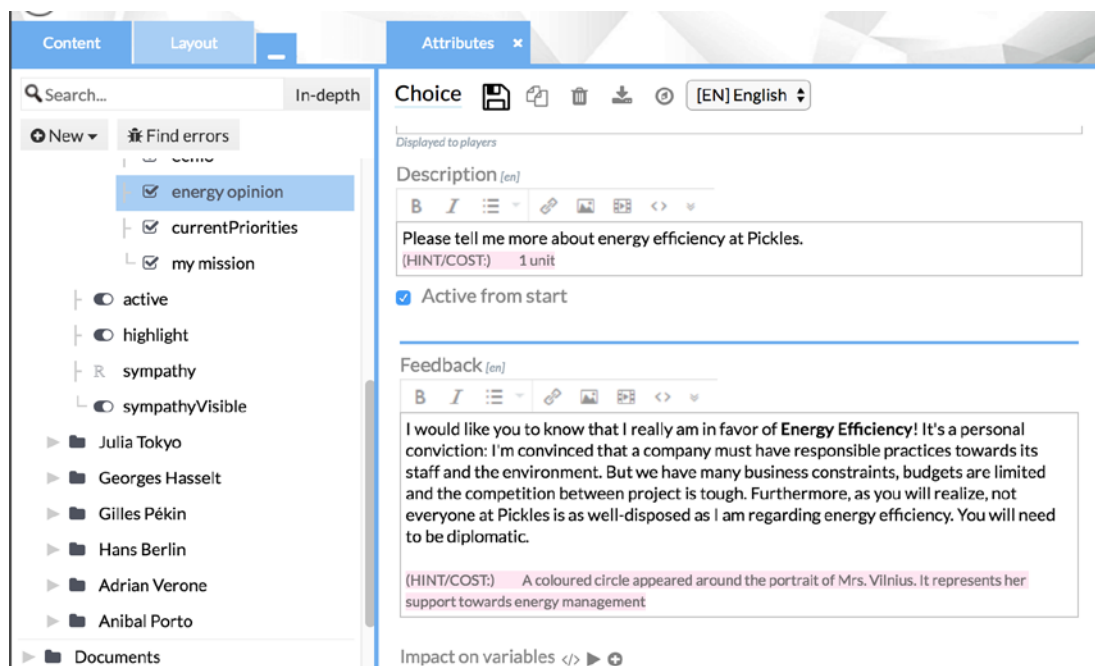 Content
Layout
Attributes ×
Search...
In-depth
New
Find errors
energy opinion
currentPriorities
my mission
active
highlight
R sympathy
sympathyVisible
Julia Tokyo
Georges Hasselt
Gilles Pékin
Hans Berlin
Adrian Verone
Anibal Porto
Documents
Choice
[EN] English
Displayed to players
Description [en]
B I
Please tell me more about energy efficiency at Pickles.
(HINT/COST:) 1 unit
Active from start
Feedback [en]
B I
I would like you to know that I really am in favor of Energy Efficiency! It's a personal
conviction: I'm convinced that a company must have responsible practices towards its
staff and the environment. But we have many business constraints, budgets are limited
and the competition between project is tough. Furthermore, as you will realize, not
everyone at Pickles is as well-disposed as I am regarding energy efficiency. You will need
to be diplomatic.
(HINT/COST:) A coloured circle appeared around the portrait of Mrs. Vilnius. It represents her
support towards energy management
Impact on variables </>